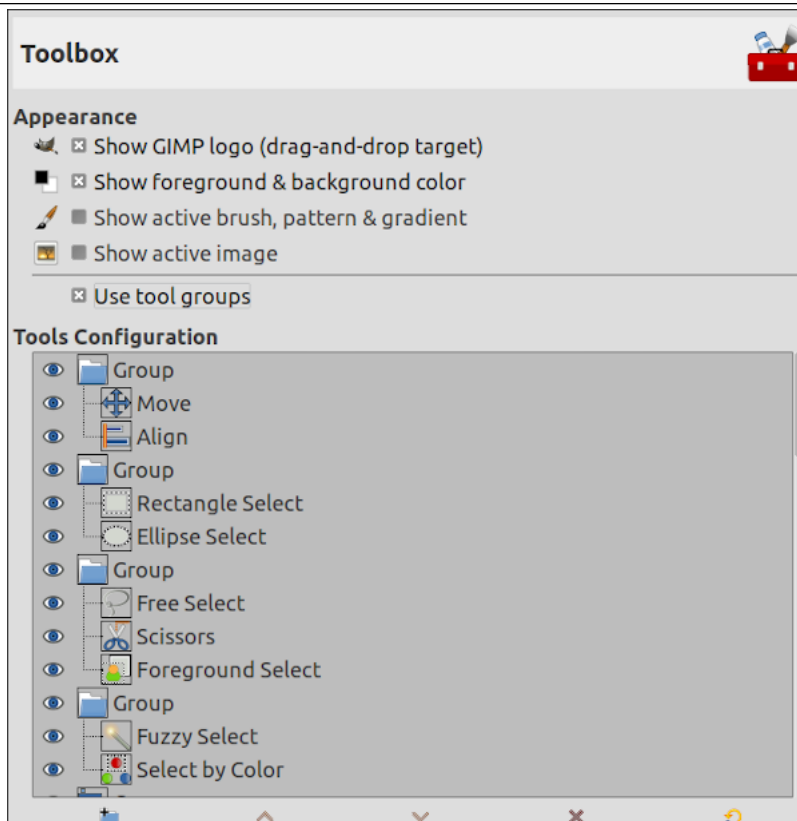 Toolbox
Appearance
Show GIMP logo (drag-and-drop target)
Show foreground & background color
Show active brush, pattern & gradient
Show active image
Use tool groups
Tools Configuration
Group
Move
Align
Group
Rectangle Select
Ellipse Select
Group
Free Select
Scissors
Foreground Select
Group
Fuzzy Select
Select by Color